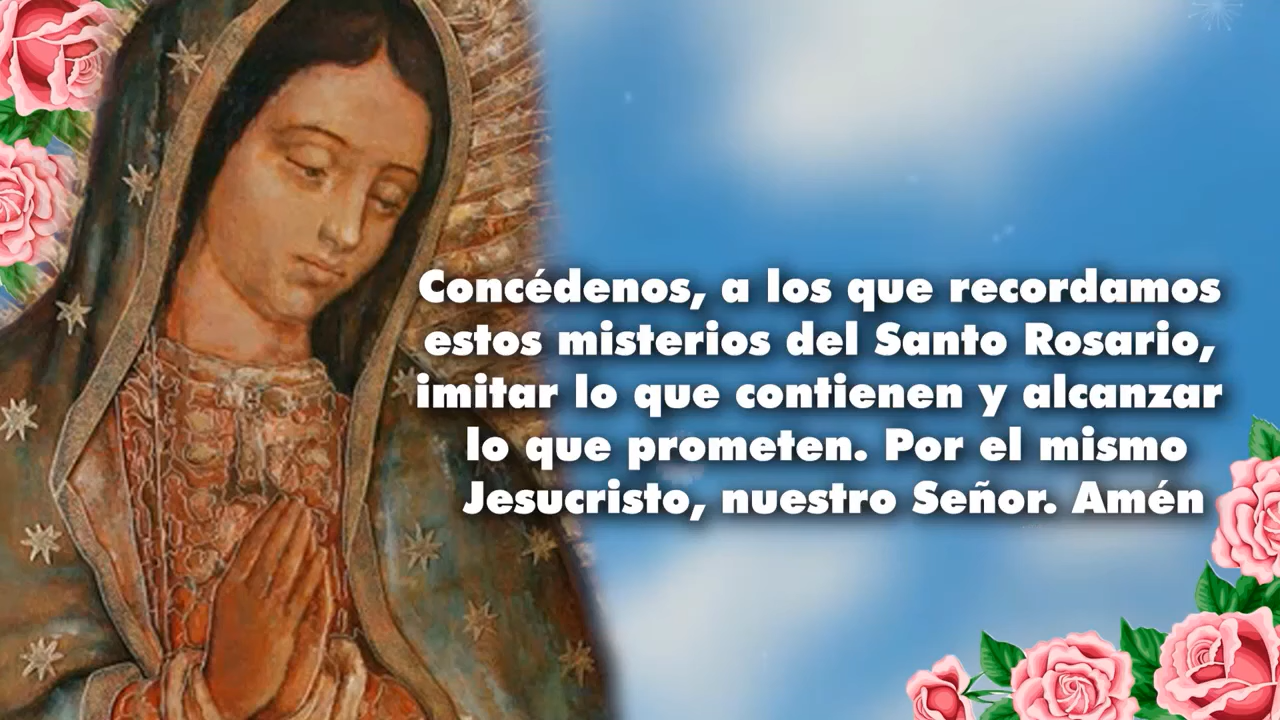 Concédenos, a los que recordamos
estos misterios del Santo Rosario,
imitar lo que contienen y alcanzar
lo que prometen. Por el mismo
Jesucristo, nuestro Señor. Amén